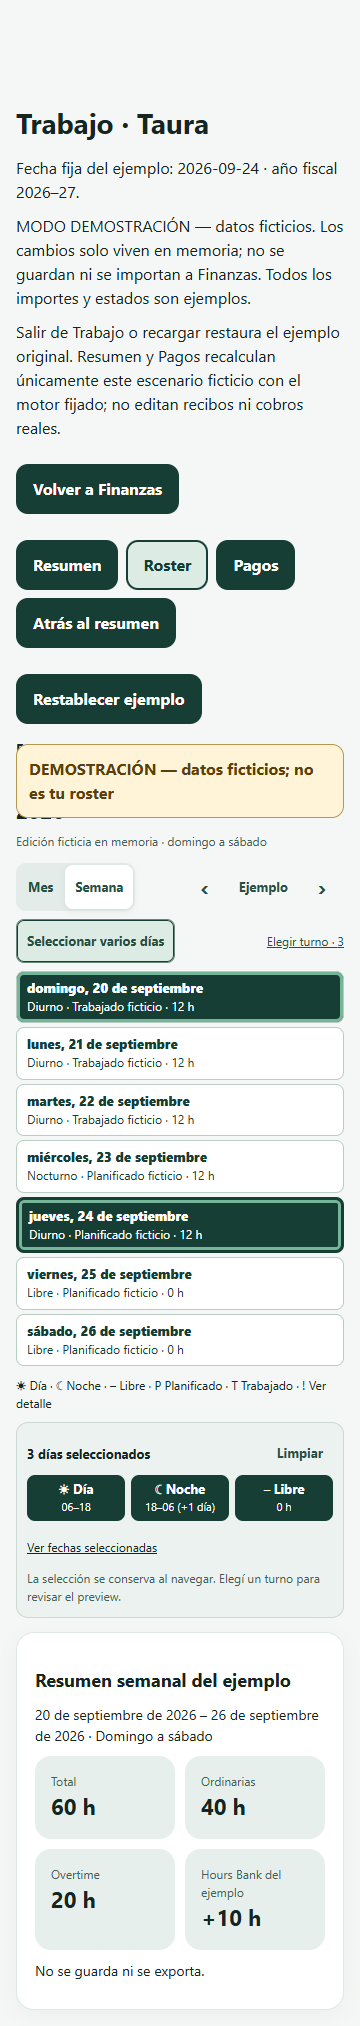 Trabajo · Taura
Fecha fija del ejemplo: 2026-09-24 · año fiscal
2026–27.
MODO DEMOSTRACIÓN — datos ficticios. Los
cambios solo viven en memoria; no se
guardan ni se importan a Finanzas. Todos los
importes y estados son ejemplos.
Salir de Trabajo o recargar restaura el ejemplo
original. Resumen y Pagos recalculan
únicamente este escenario ficticio con el
motor fijado; no editan recibos ni cobros
reales.
Volver a Finanzas
Resumen Roster Pagos
Atrás al resumen
Restablecer ejemplo
DEMOSTRACIÓN — datos ficticios; no
es tu roster
Edición ficticia en memoria · domingo a sábado
Mes Semana ‹ Ejemplo ›
Seleccionar varios días Elegir turno · 3
domingo, 20 de septiembre
Diurno · Trabajado ficticio · 12 h
lunes, 21 de septiembre
Diurno · Trabajado ficticio · 12 h
martes, 22 de septiembre
Diurno · Trabajado ficticio · 12 h
miércoles, 23 de septiembre
Nocturno · Planificado ficticio · 12 h
jueves, 24 de septiembre
Diurno · Planificado ficticio · 12 h
viernes, 25 de septiembre
Libre · Planificado ficticio · 0 h
sábado, 26 de septiembre
Libre · Planificado ficticio · 0 h
☀ Día · ☾ Noche · – Libre · P Planificado · T Trabajado · ! Ver
detalle
3 días seleccionados Limpiar
☀ Día ☾ Noche – Libre
06–18 18–06 (+1 día) 0 h
Ver fechas seleccionadas
La selección se conserva al navegar. Elegí un turno para
revisar el preview.
Resumen semanal del ejemplo
20 de septiembre de 2026 – 26 de septiembre
de 2026 · Domingo a sábado
Total Ordinarias
60 h 40 h
Overtime Hours Bank del
ejemplo
20 h +10 h
No se guarda ni se exporta.